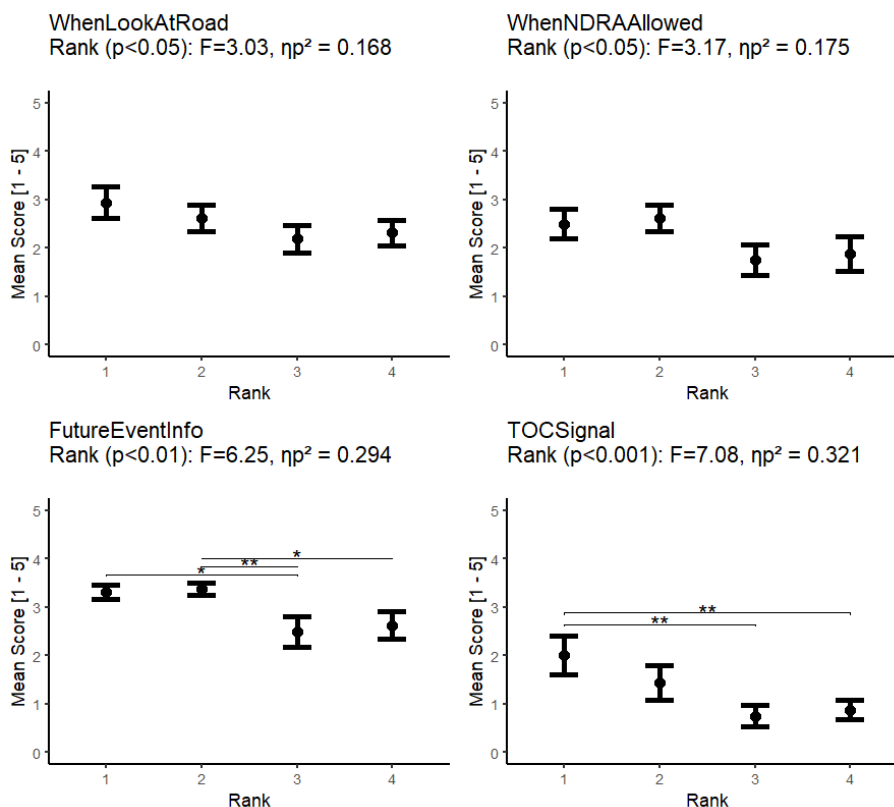 WhenLookAtRoad
Rank (p<0.05): F=3.03, ηp² = 0.168
Mean Score [1 - 5]
5
4
3
2
1
0
1 2 3 4
Rank
WhenNDRAAllowed
Rank (p<0.05): F=3.17, ηp² = 0.175
Mean Score [1 - 5]
5
4
3
2
1
0
1 2 3 4
Rank
FutureEventInfo
Rank (p<0.01): F=6.25, ηp² = 0.294
Mean Score [1 - 5]
5
4
*
**
*
3
2
1
0
1 2 3 4
Rank
TOCSignal
Rank (p<0.001): F=7.08, ηp² = 0.321
Mean Score [1 - 5]
5
4
3
**
**
2
1
0
1 2 3 4
Rank